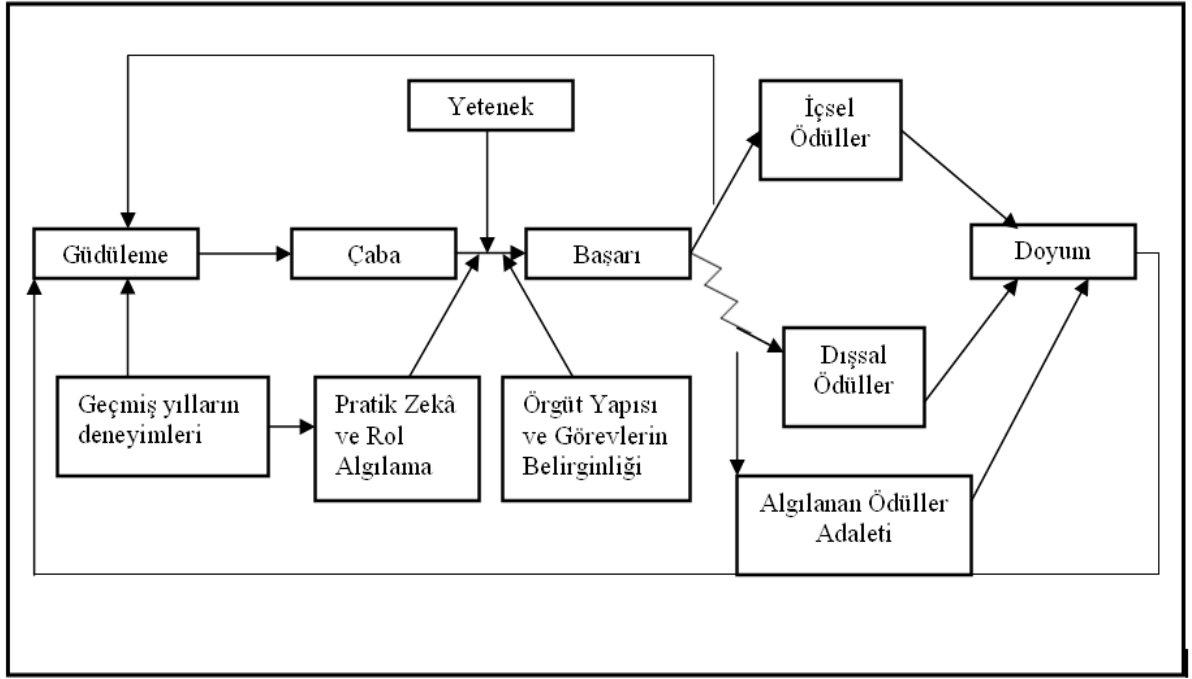 Yetenek
İçsel
Ödüller
Güdüleme
Çaba
Başarı
Doyum
Dışsal
Ödüller
Geçmiş yılların
deneyimleri
Pratik Zekâ
ve Rol
Algılama
Örgüt Yapısı
ve Görevlerin
Belirginliği
Algılanan Ödüller
Adaleti